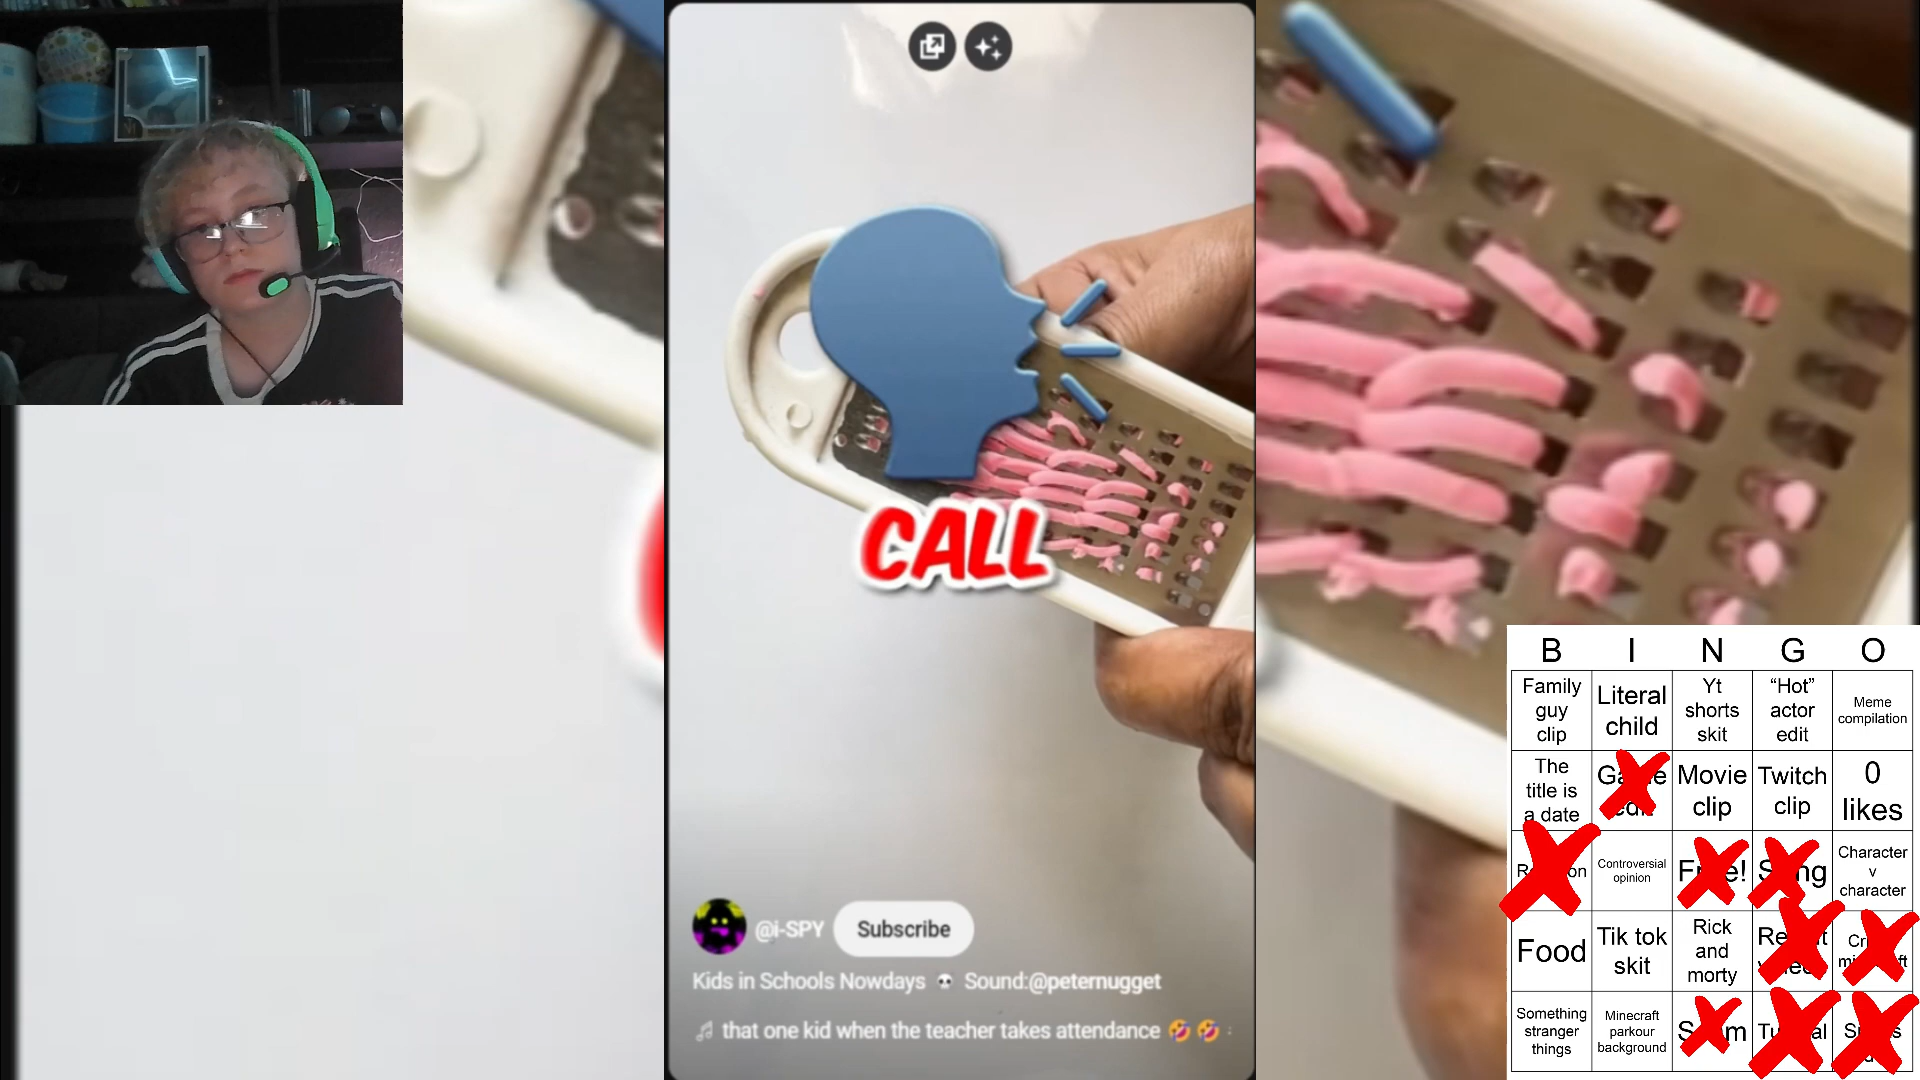 CALL
@i-SPY Subscribe
Kids in Schools Nowdays 💀 Sound:@peternugget
that one kid when the teacher takes attendance 🤣 🤣
B I N G O
Family guy clip
Literal child
Yt shorts skit
“Hot” actor edit
Meme compilation
The title is a date
Movie clip
Twitch clip
0 likes
Controversial opinion
Free!
Song
Character v character
Food
Tik tok skit
Rick and morty
Something stranger things
Minecraft parkour background